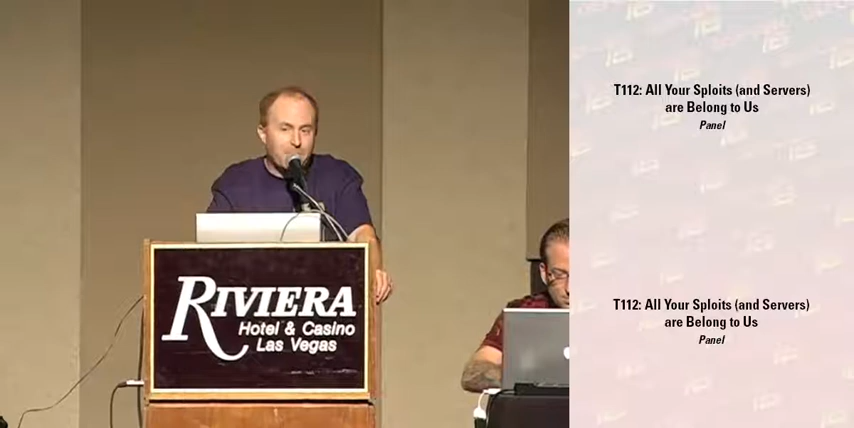 RIVIERA
Hotel & Casino
Las Vegas
T112: All Your Sploits (and Servers)
are Belong to Us
Panel
T112: All Your Sploits (and Servers)
are Belong to Us
Panel